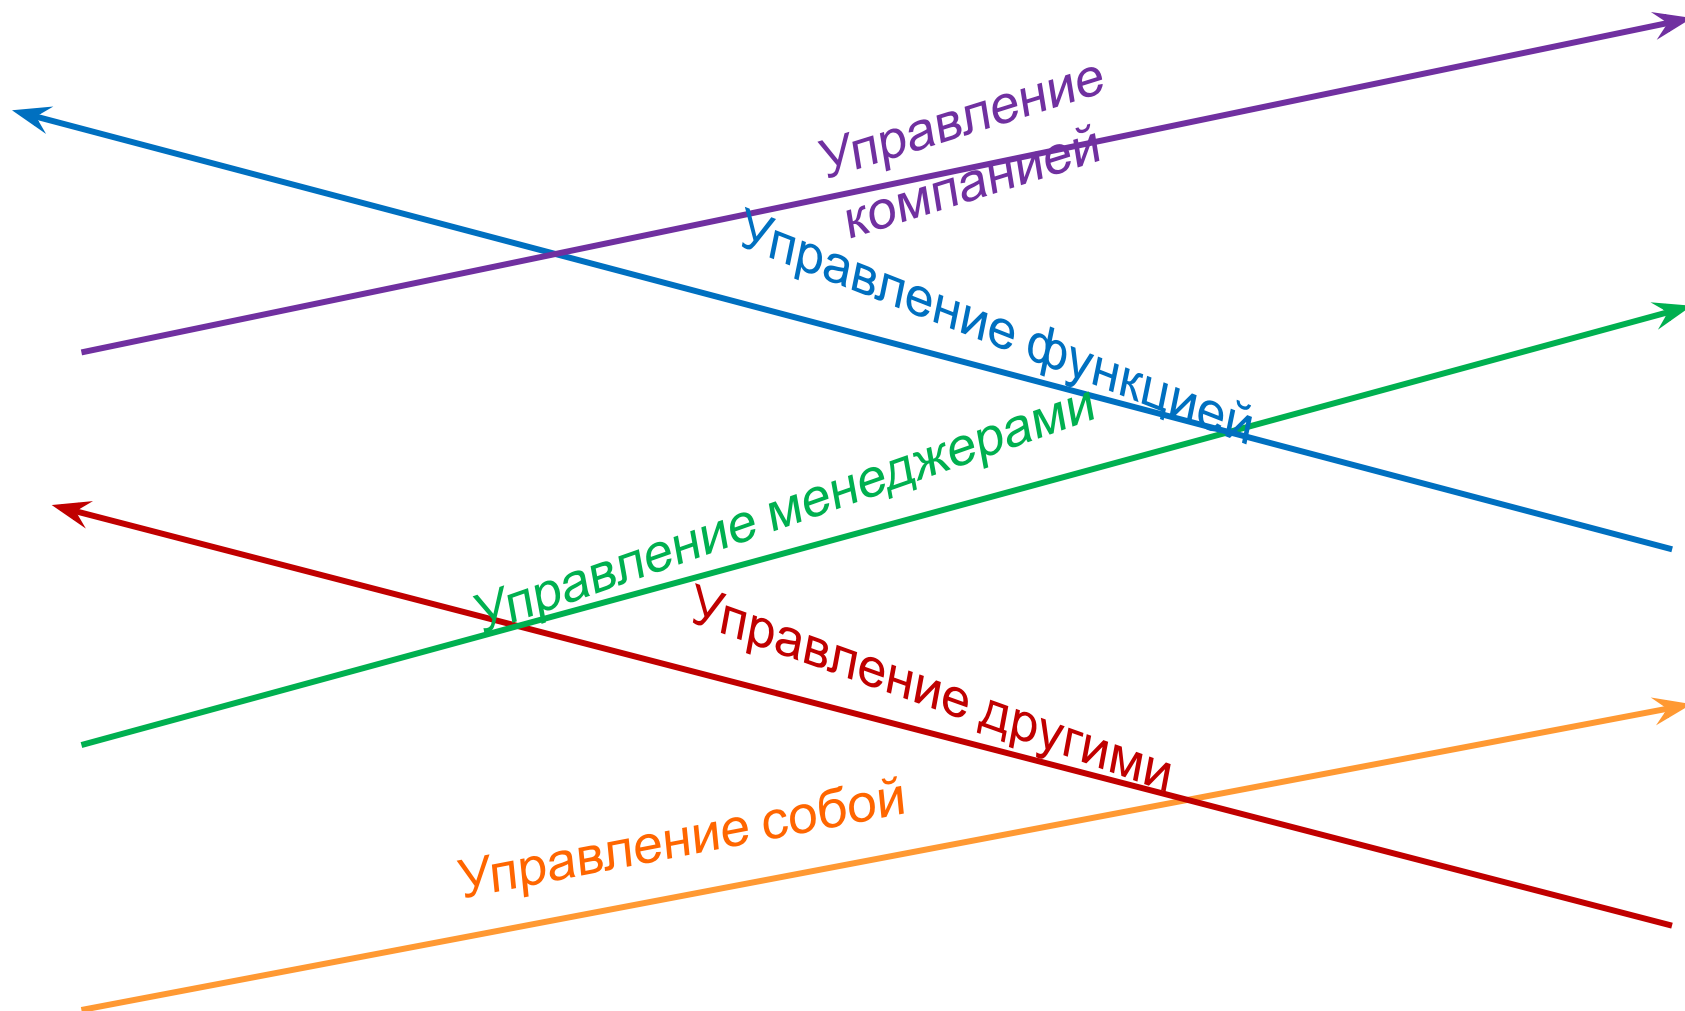 Управление
компанией
Управление функцией
Управление менеджерами
Управление другими
Управление собой